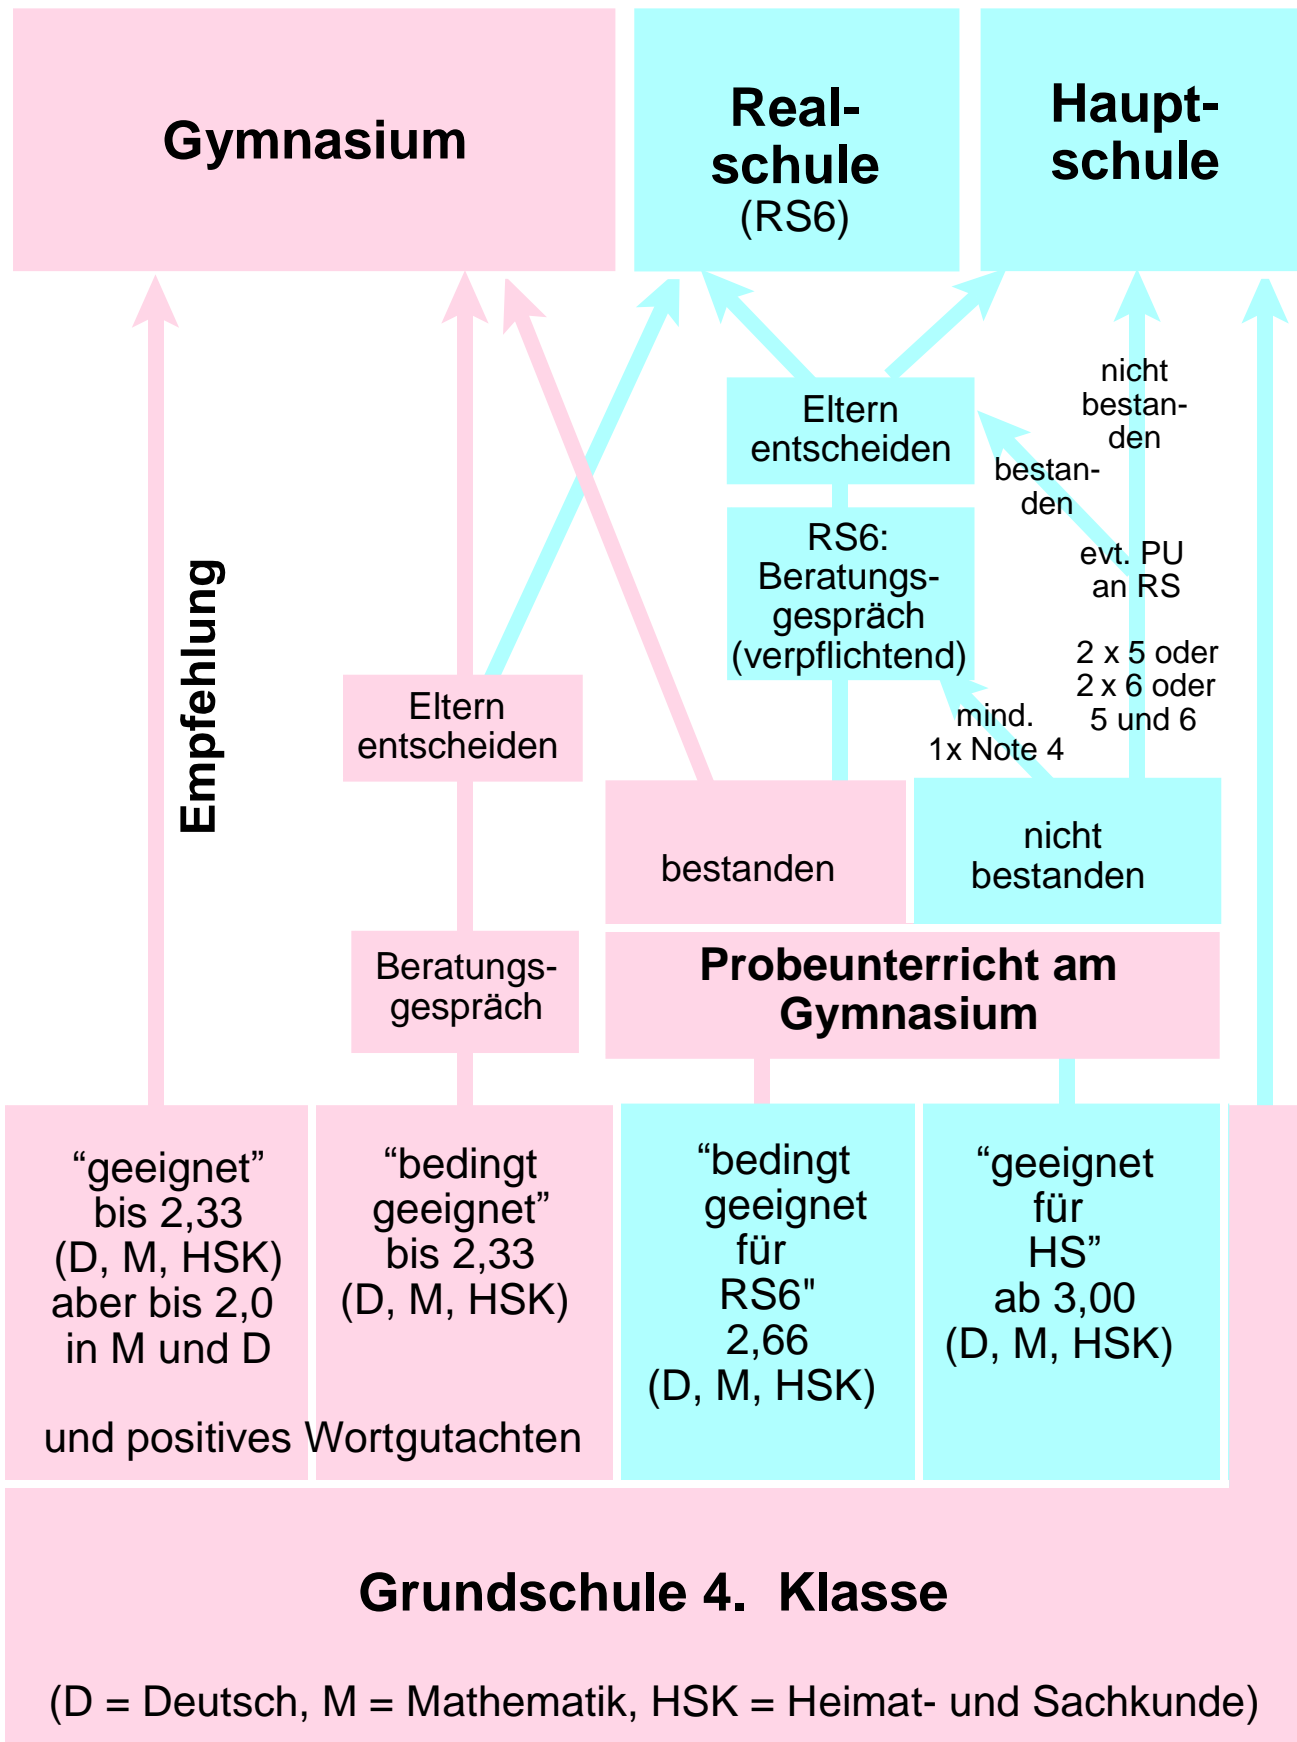 Gymnasium
Real-
schule
(RS6)
Haupt-
schule
Eltern
entscheiden
nicht
bestan-
den
bestan-
den
RS6:
Beratungs-
gespräch
(verpflichtend)
evt. PU
an RS
2 x 5 oder
2 x 6 oder
5 und 6
mind.
1x Note 4
Empfehlung
Eltern
entscheiden
bestanden
nicht
bestanden
Beratungs-
gespräch
Probeunterricht am
Gymnasium
“geeignet”
bis 2,33
(D, M, HSK)
aber bis 2,0
in M und D
“bedingt
geeignet”
bis 2,33
(D, M, HSK)
und positives Wortgutachten
“bedingt
geeignet
für
RS6"
2,66
(D, M, HSK)
“geeignet
für
HS”
ab 3,00
(D, M, HSK)
Grundschule 4. Klasse
(D = Deutsch, M = Mathematik, HSK = Heimat- und Sachkunde)